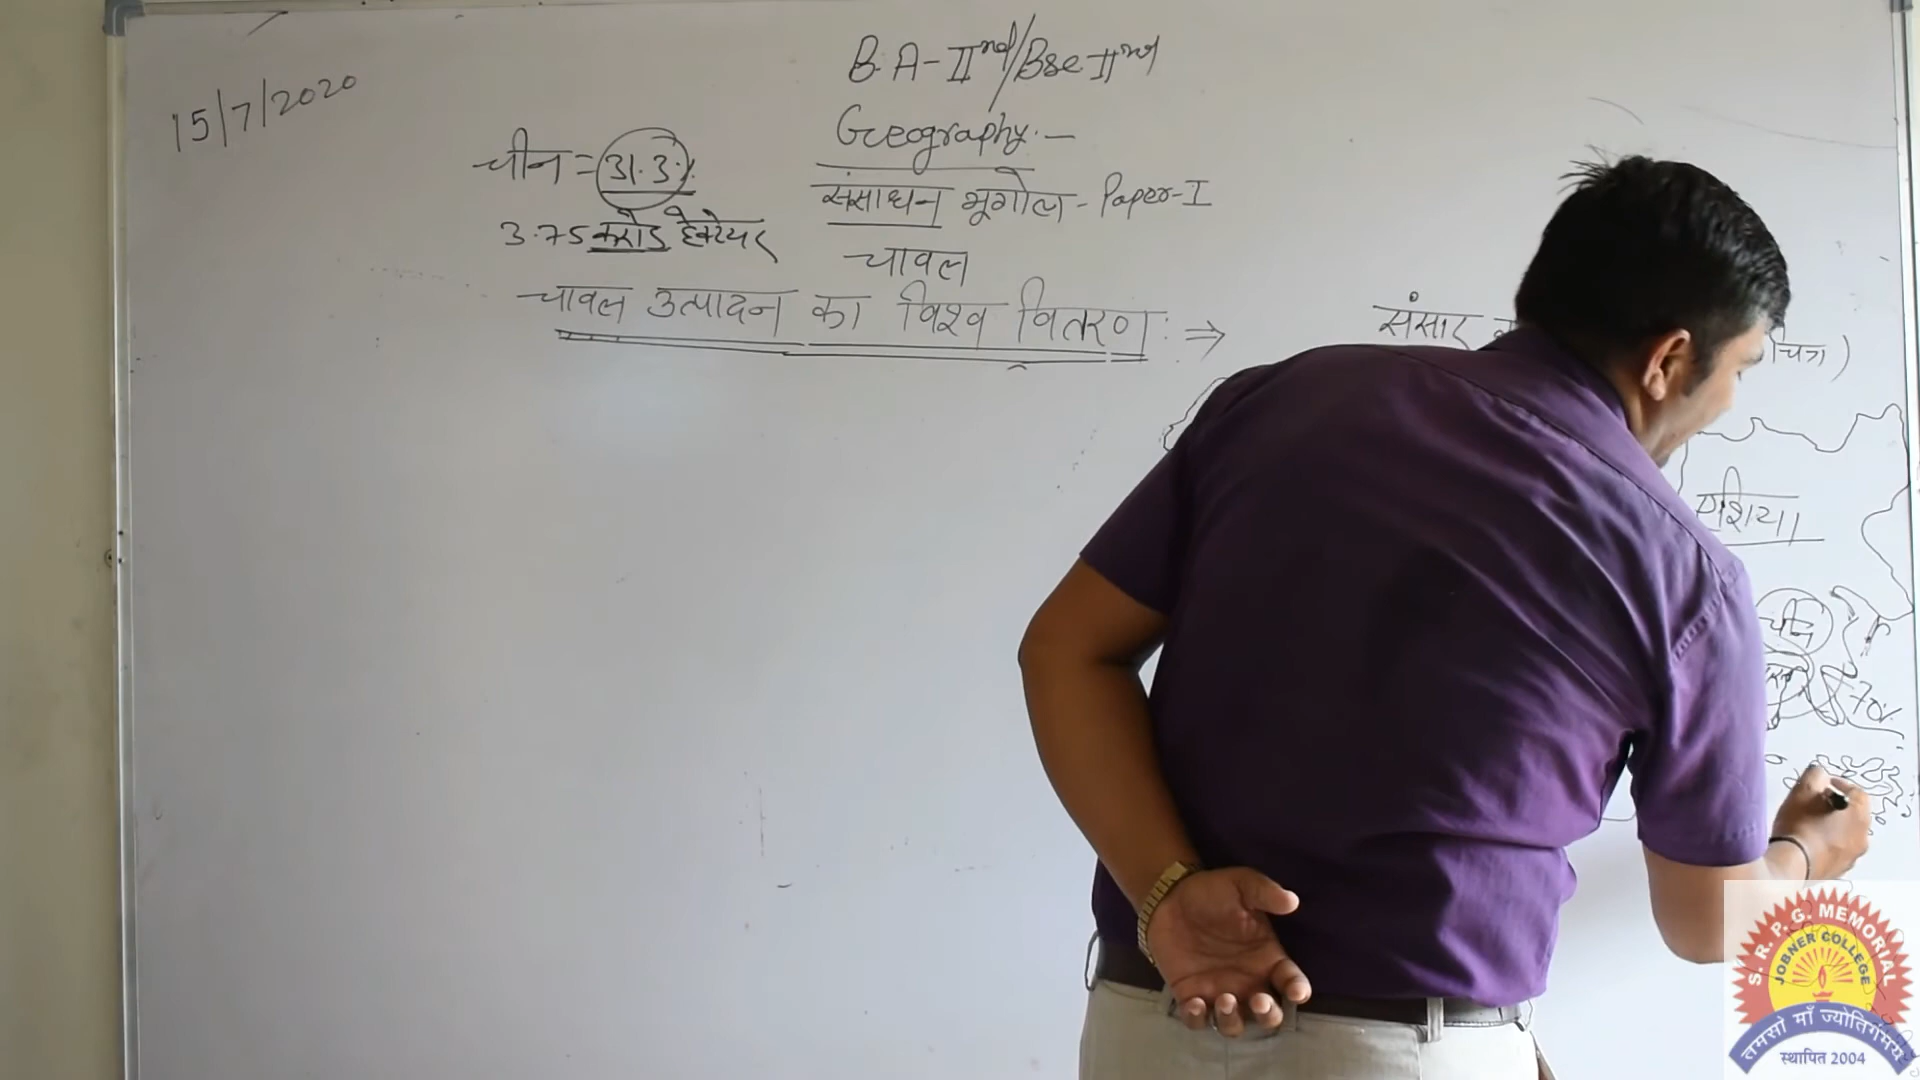 15/7/2020
B.A-IInd/Bsc-IInd
Geography:-
संसाधन भूगोल - Paper-I
चावल
चीन = 31.3%
3.75 करोड हेक्टेयर
चावल उत्पादन का विश्व वितरण: ⇒
संसार
चित्र)
एशिया
70%
S. R. P. G. MEMORIAL
JOBNER COLLEGE
तमसो माँ ज्योतिर्गमय
स्थापित 2004